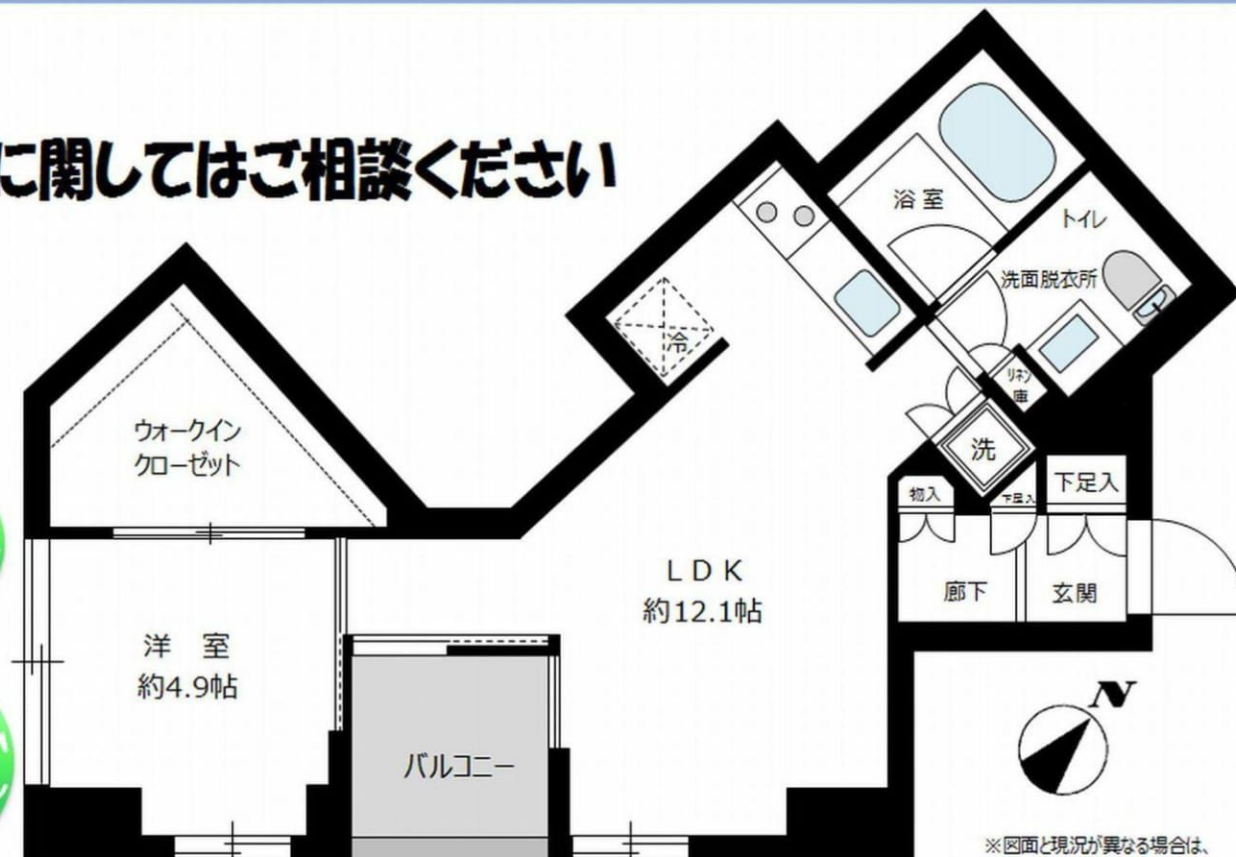 に関してはご相談ください
浴室
トイレ
洗面脱衣所
冷
リネン
庫
ウォークイン
クローゼット
洗
物入
下足入
下足入
LDK
約12.1帖
廊下
玄関
洋 室
約4.9帖
N
バルコニー
※図面と現況が異なる場合は、